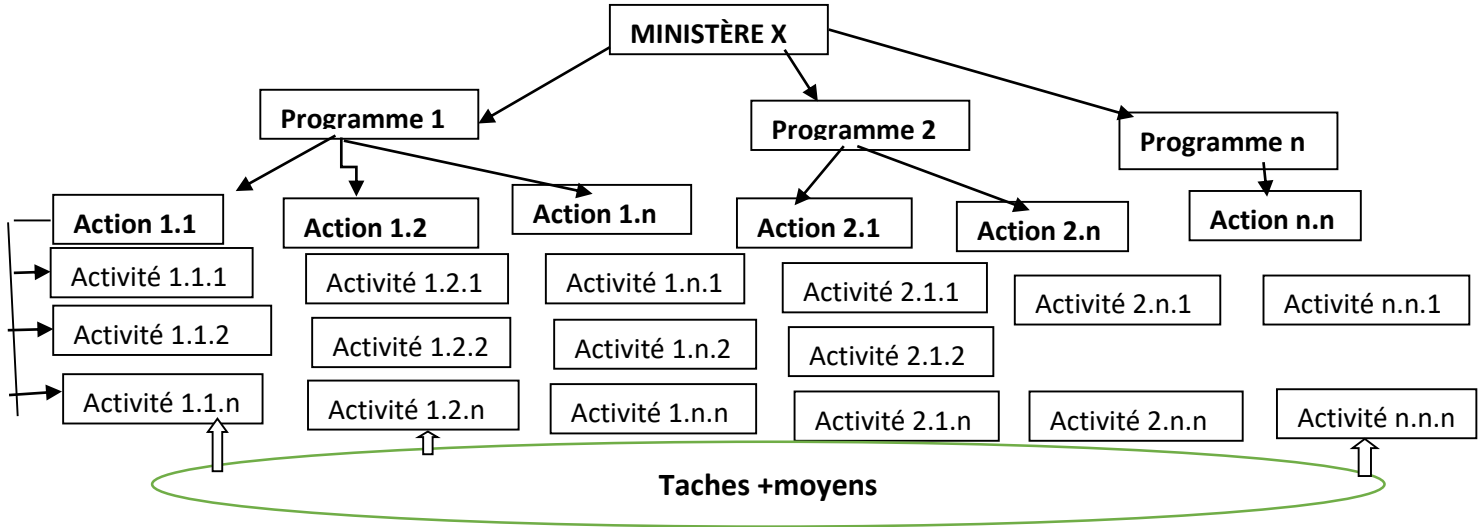 MINISTÈRE X
Programme 1
Programme 2
Programme n
Action 1.1
Action 1.2
Action 1.n
Action 2.1
Action 2.n
Action n.n
Activité 1.1.1
Activité 1.2.1
Activité 1.n.1
Activité 2.1.1
Activité 2.n.1
Activité n.n.1
Activité 1.1.2
Activité 1.2.2
Activité 1.n.2
Activité 2.1.2
Activité 1.1.n
Activité 1.2.n
Activité 1.n.n
Activité 2.1.n
Activité 2.n.n
Activité n.n.n
Taches +moyens